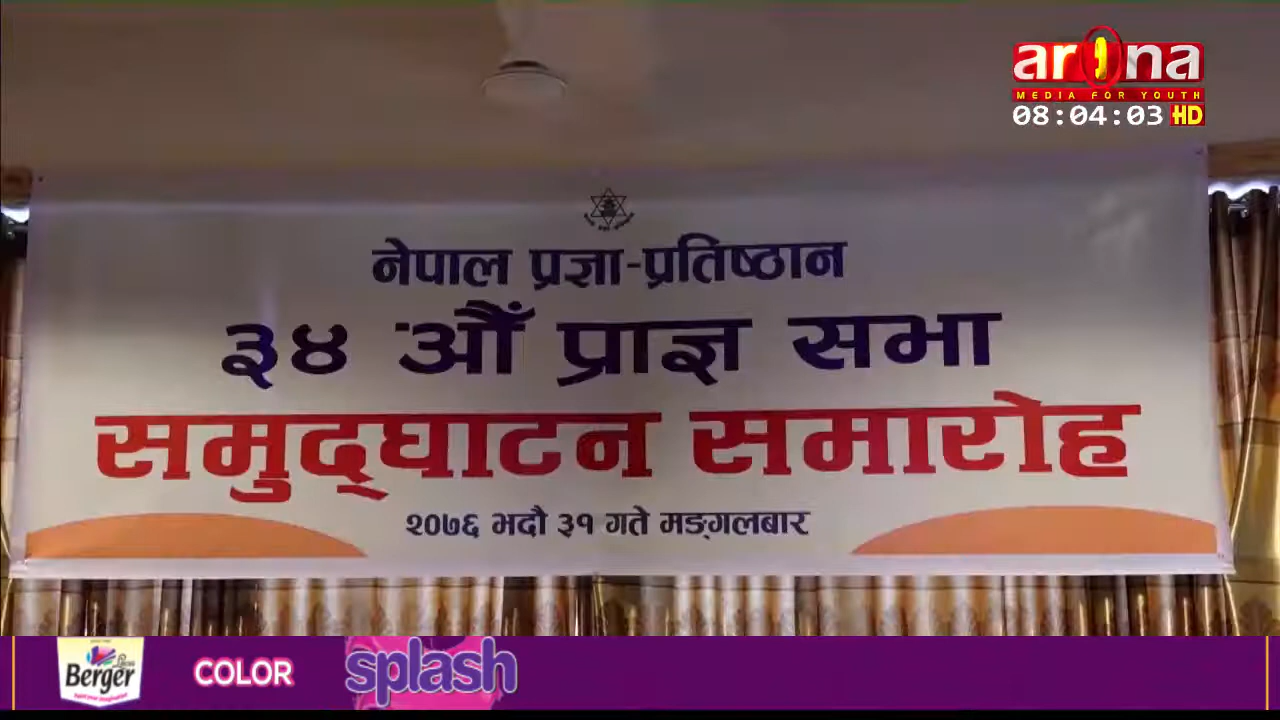 arena
MEDIA FOR YOUTH
08:04:03 HD
नेपाल प्रज्ञा-प्रतिष्ठान
३४ औँ प्राज्ञ सभा
समुद्घाटन समारोह
२०७६ भदौ ३१ गते मङ्गलबार
Berger
COLOR
splash